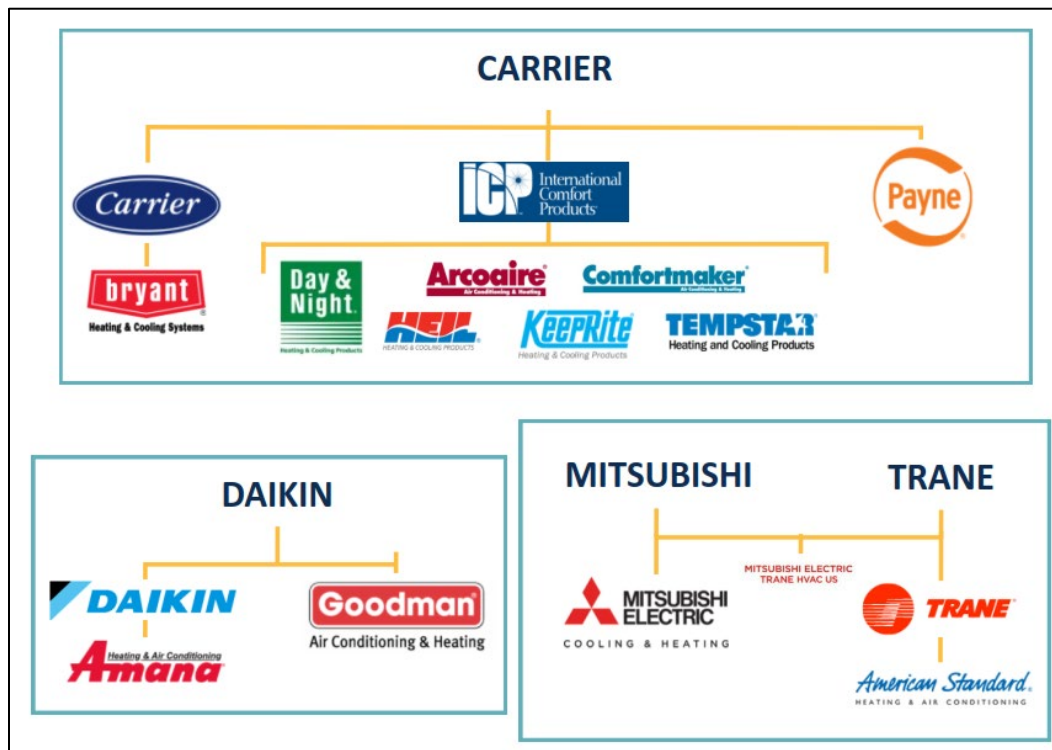 CARRIER
Carrier
iCP International
Comfort
Products
Payne
bryant
Heating & Cooling Systems
Day &
Night
Heating & Cooling Products
Arcoaire
Air Conditioning & Heating
Comfortmaker
Air Conditioning & Heating
HEIL
HEATING & COOLING PRODUCTS
KeepRite
Heating & Cooling Products
TEMPSTAR
Heating and Cooling Products
DAIKIN
DAIKIN
Heating & Air Conditioning
Amana
Goodman
Air Conditioning & Heating
MITSUBISHI
TRANE
MITSUBISHI ELECTRIC
TRANE HVAC US
MITSUBISHI
ELECTRIC
COOLING & HEATING
TRANE
American Standard
HEATING & AIR CONDITIONING